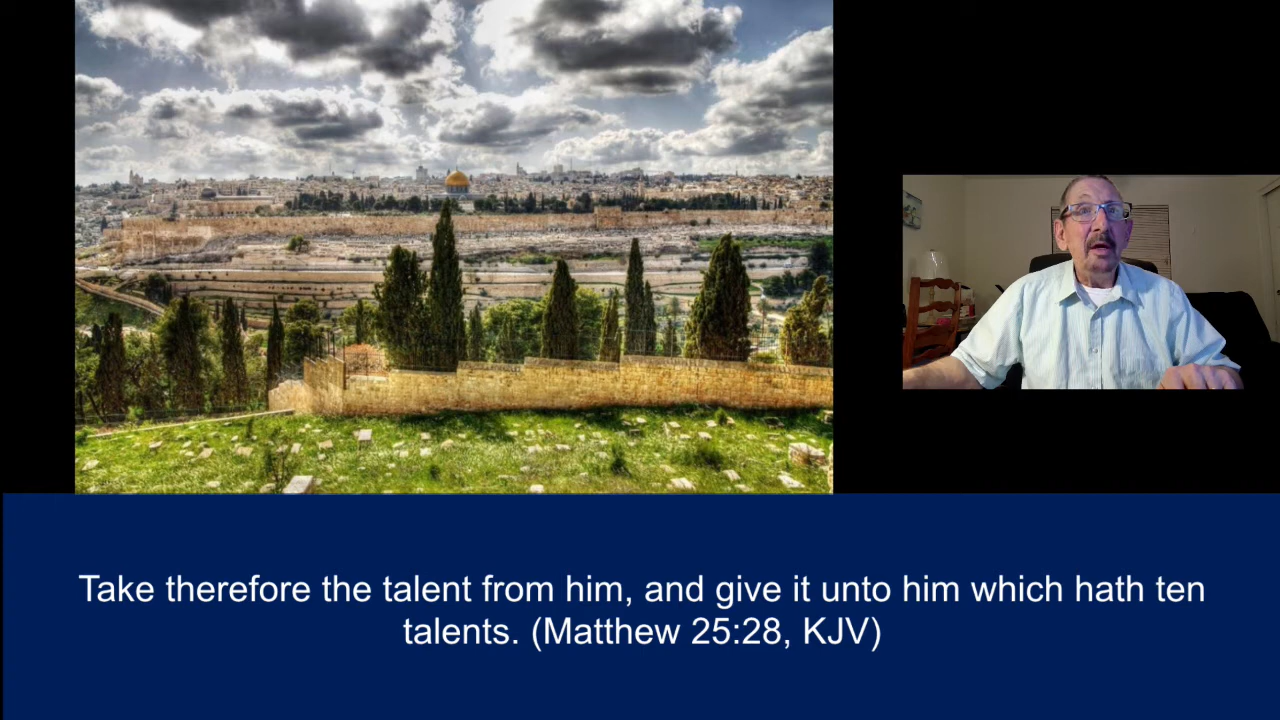 Take therefore the talent from him, and give it unto him which hath ten
talents. (Matthew 25:28, KJV)